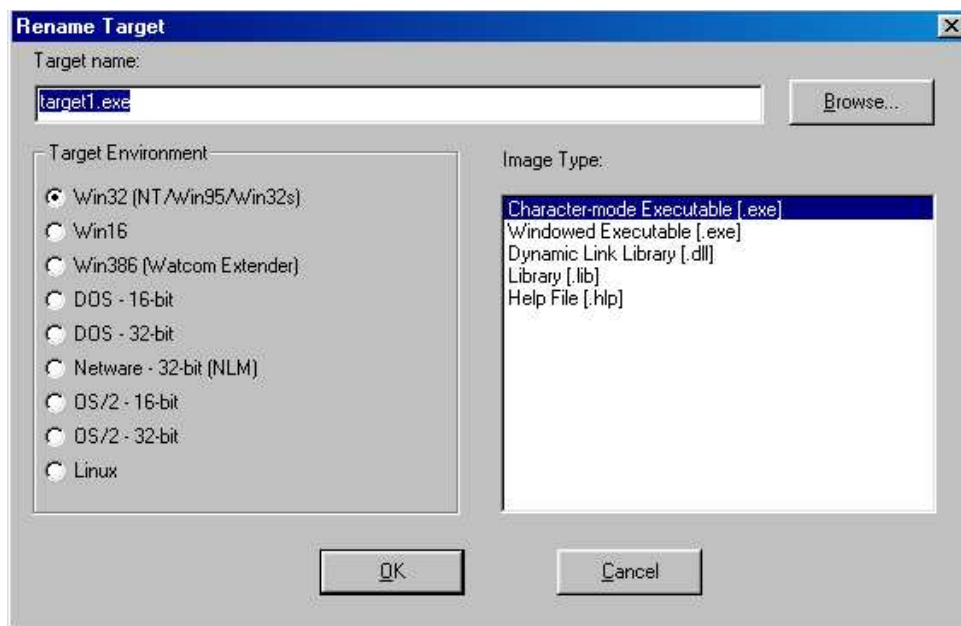 Rename Target
Target name:
target1.exe
Browse...
Target Environment
Win32 (NT/Win95/Win32s)
Win16
Win386 (Watcom Extender)
DOS - 16-bit
DOS - 32-bit
Netware - 32-bit (NLM)
OS/2 - 16-bit
OS/2 - 32-bit
Linux
Image Type:
Character-mode Executable [.exe]
Windowed Executable [.exe]
Dynamic Link Library [.dll]
Library [.lib]
Help File [.hlp]
OK
Cancel